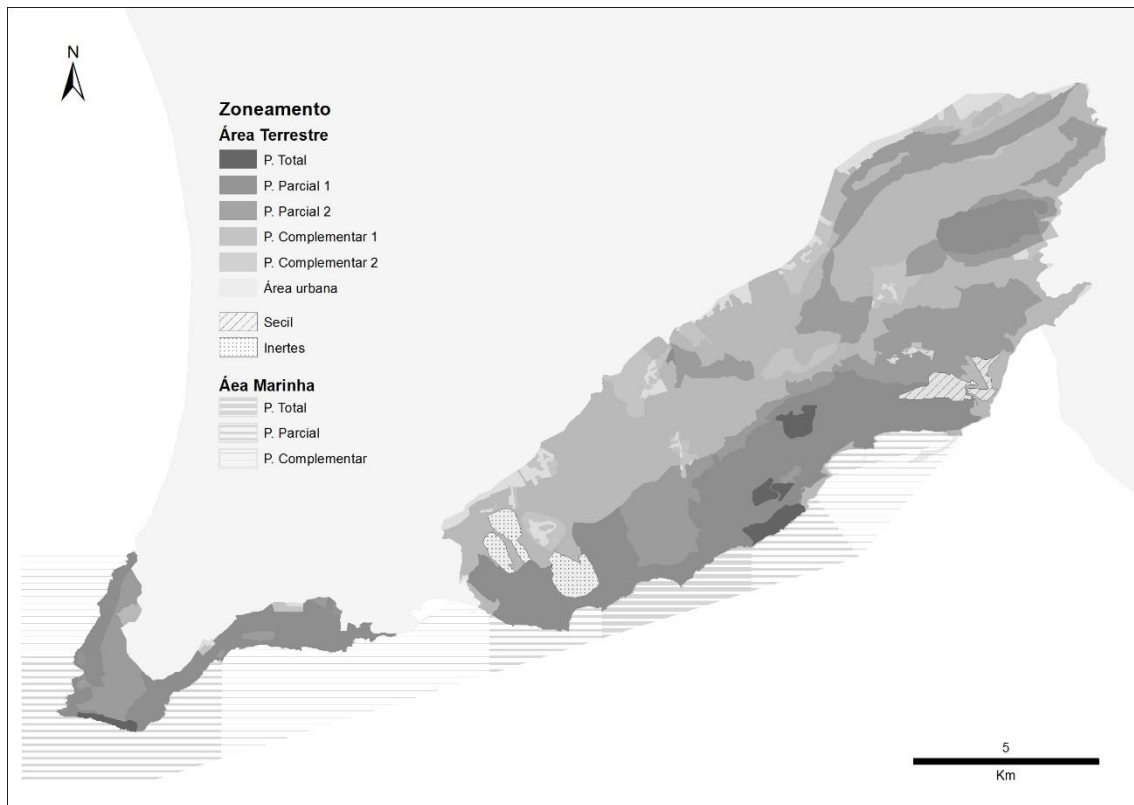 N
Zoneamento
Área Terrestre
P. Total
P. Parcial 1
P. Parcial 2
P. Complementar 1
P. Complementar 2
Área urbana
Secil
Inertes
Áea Marinha
P. Total
P. Parcial
P. Complementar
5
Km